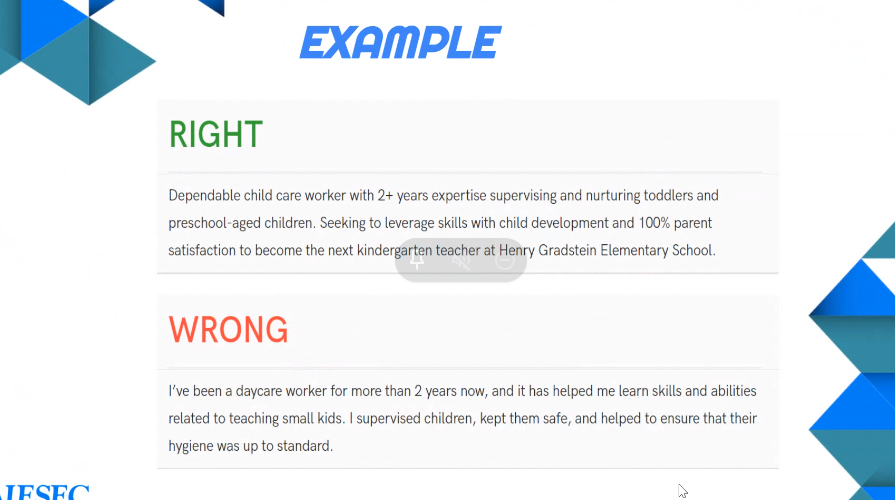 EXAMPLE
RIGHT
Dependable child care worker with 2+ years expertise supervising and nurturing toddlers and
preschool-aged children. Seeking to leverage skills with child development and 100% parent
satisfaction to become the next kindergarten teacher at Henry Gradstein Elementary School.
WRONG
I’ve been a daycare worker for more than 2 years now, and it has helped me learn skills and abilities
related to teaching small kids. I supervised children, kept them safe, and helped to ensure that their
hygiene was up to standard.
AIESEC